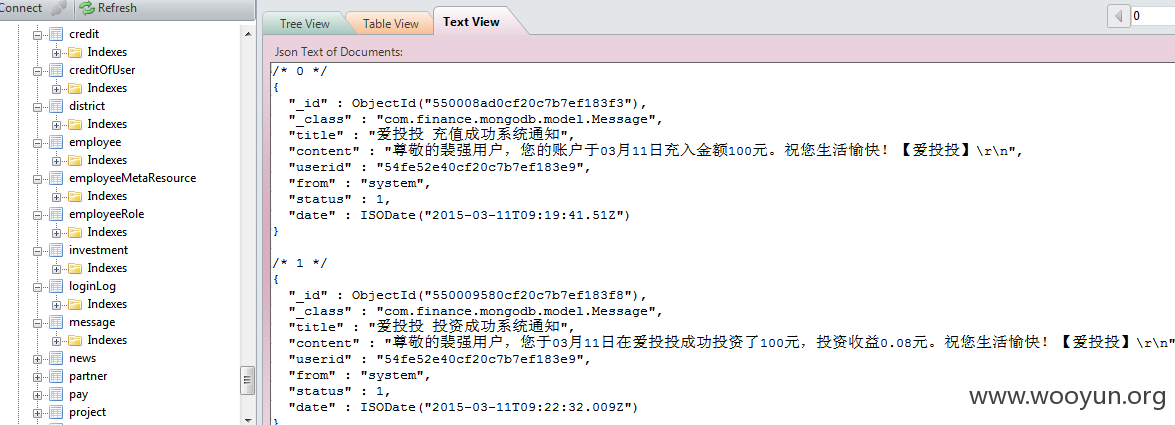 Connect
Refresh
credit
Indexes
creditOfUser
Indexes
district
Indexes
employee
Indexes
employeeMetaResource
Indexes
employeeRole
Indexes
investment
Indexes
loginLog
Indexes
message
Indexes
news
partner
pay
project
Tree View
Table View
Text View
0
Json Text of Documents:
/* 0 */
{
"_id" : ObjectId("550008ad0cf20c7b7ef183f3"),
"_class" : "com.finance.mongodb.model.Message",
"title" : "爱投投 充值成功系统通知",
"content" : "尊敬的裴强用户，您的账户于03月11日充入金额100元。祝您生活愉快！【爱投投】\r\n",
"userid" : "54fe52e40cf20c7b7ef183e9",
"from" : "system",
"status" : 1,
"date" : ISODate("2015-03-11T09:19:41.51Z")
}
/* 1 */
{
"_id" : ObjectId("550009580cf20c7b7ef183f8"),
"_class" : "com.finance.mongodb.model.Message",
"title" : "爱投投 投资成功系统通知",
"content" : "尊敬的裴强用户，您于03月11日在爱投投成功投资了100元，投资收益0.08元。祝您生活愉快！【爱投投】\r\n"
"userid" : "54fe52e40cf20c7b7ef183e9",
"from" : "system",
"status" : 1,
"date" : ISODate("2015-03-11T09:22:32.009Z")
}
www.wooyun.org